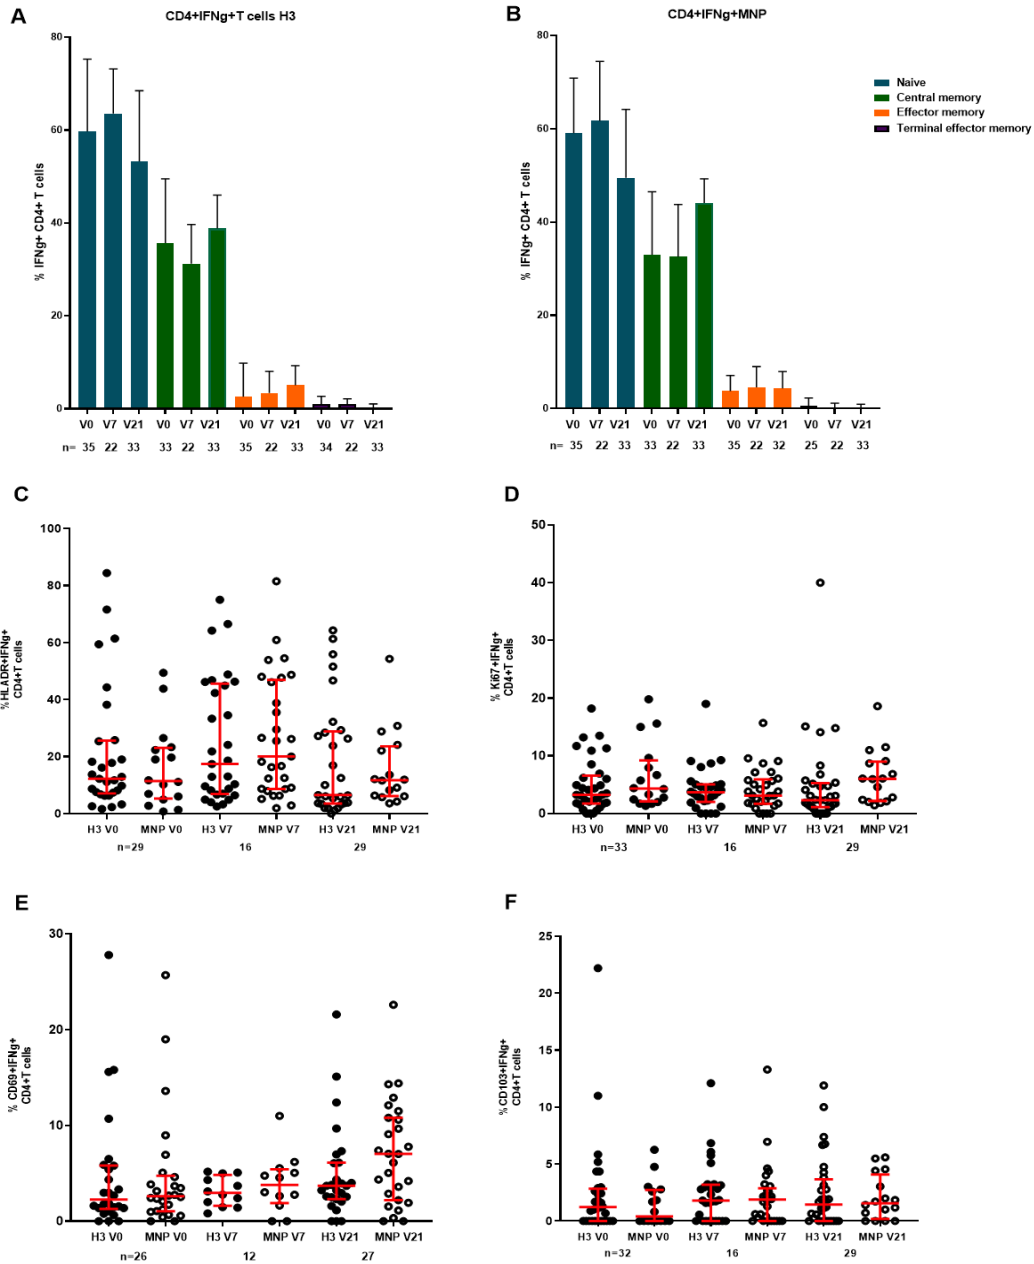 A
CD4+IFNg+T cells H3
% IFNg+ CD4+ T cells
80
60
40
20
0
V0 V7 V21 V0 V7 V21 V0 V7 V21 V0 V7 V21
n= 35 22 33 33 22 33 35 22 33 34 22 33
B
CD4+IFNg+MNP
% IFNg+ CD4+ T cells
80
60
40
20
0
V0 V7 V21 V0 V7 V21 V0 V7 V21 V0 V7 V21
35 22 33 33 22 33 35 22 32 25 22 33
Naive
Central memory
Effector memory
Terminal effector memory
C
% HLADR+IFNg+
CD4+T cells
100
80
60
40
20
0
H3 V0 MNP V0 H3 V7 MNP V7 H3 V21 MNP V21
n=29 16 29
D
% Ki67+IFNg+
CD4+T cells
50
40
30
20
10
0
H3 V0 MNP V0 H3 V7 MNP V7 H3 V21 MNP V21
n=33 16 29
E
% CD69+IFNg+
CD4+T cells
30
20
10
0
H3 V0 MNP V0 H3 V7 MNP V7 H3 V21 MNP V21
n=26 12 27
F
%CD103+IFNg+
CD4+T cells
25
20
15
10
5
0
H3 V0 MNP V0 H3 V7 MNP V7 H3 V21 MNP V21
n=32 16 29